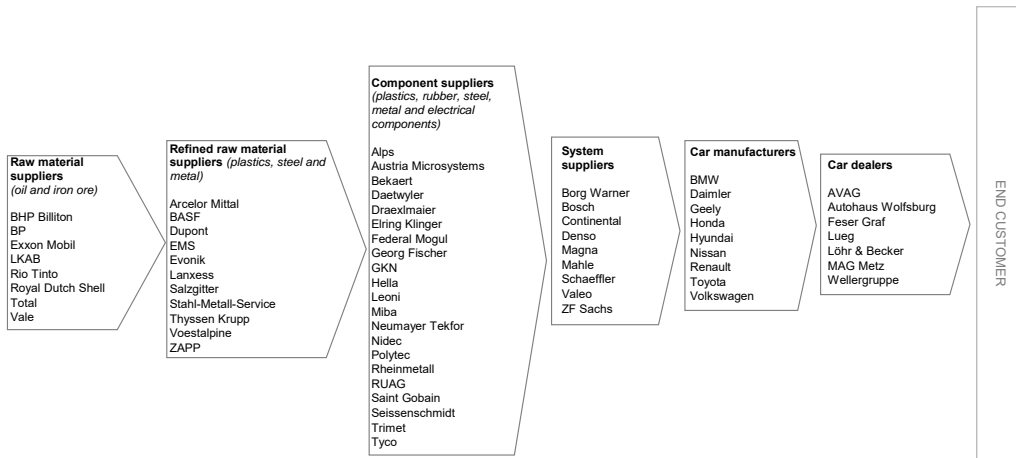 Raw material
suppliers
(oil and iron ore)
BHP Billiton
BP
Exxon Mobil
LKAB
Rio Tinto
Royal Dutch Shell
Total
Vale
Refined raw material
suppliers (plastics, steel and
metal)
Arcelor Mittal
BASF
Dupont
EMS
Evonik
Lanxess
Salzgitter
Stahl-Metall-Service
Thyssen Krupp
Voestalpine
ZAPP
Component suppliers
(plastics, rubber, steel,
metal and electrical
components)
Alps
Austria Microsystems
Bekaert
Daetwyler
Draexlmaier
Elring Klinger
Federal Mogul
Georg Fischer
GKN
Hella
Leoni
Miba
Neumayer Tekfor
Nidec
Polytec
Rheinmetall
RUAG
Saint Gobain
Seissenschmidt
Trimet
Tyco
System
suppliers
Borg Warner
Bosch
Continental
Denso
Magna
Mahle
Schaeffler
Valeo
ZF Sachs
Car manufacturers
BMW
Daimler
Geely
Honda
Hyundai
Nissan
Renault
Toyota
Volkswagen
Car dealers
AVAG
Autohaus Wolfsburg
Feser Graf
Lueg
Löhr & Becker
MAG Metz
Wellergruppe
END CUSTOMER